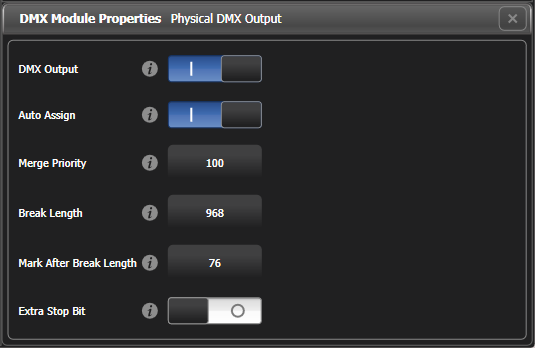 DMX Module Properties Physical DMX Output
DMX Output
Auto Assign
Merge Priority 100
Break Length 968
Mark After Break Length 76
Extra Stop Bit